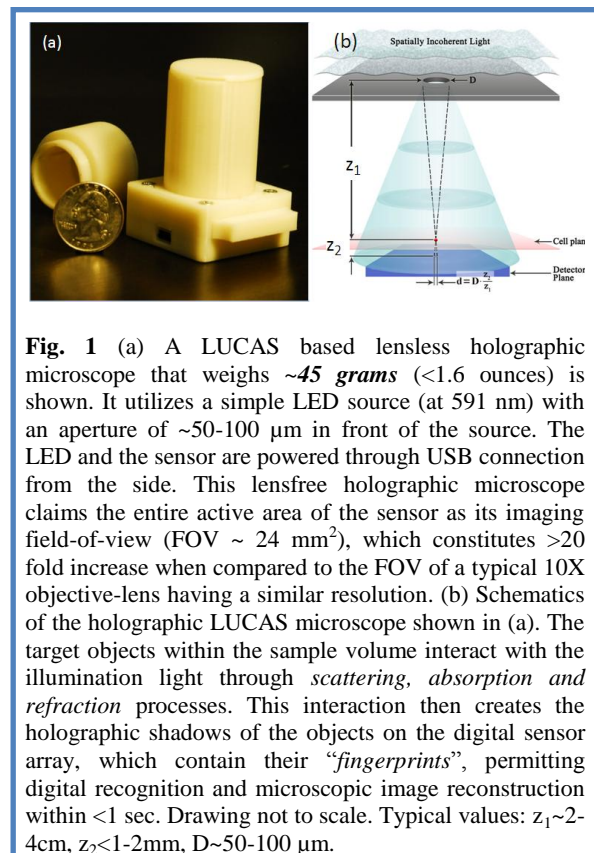 (a)
(b)
Spatially Incoherent Light
D
z₁
z₂
Cell plane
Detector
Plane
d = D · z₂/z₁
Fig. 1 (a) A LUCAS based lensless holographic
microscope that weighs ~45 grams (<1.6 ounces) is
shown. It utilizes a simple LED source (at 591 nm) with
an aperture of ~50-100 µm in front of the source. The
LED and the sensor are powered through USB connection
from the side. This lensfree holographic microscope
claims the entire active area of the sensor as its imaging
field-of-view (FOV ~ 24 mm²), which constitutes >20
fold increase when compared to the FOV of a typical 10X
objective-lens having a similar resolution. (b) Schematics
of the holographic LUCAS microscope shown in (a). The
target objects within the sample volume interact with the
illumination light through scattering, absorption and
refraction processes. This interaction then creates the
holographic shadows of the objects on the digital sensor
array, which contain their “fingerprints”, permitting
digital recognition and microscopic image reconstruction
within <1 sec. Drawing not to scale. Typical values: z₁~2-
4cm, z₂<1-2mm, D~50-100 µm.